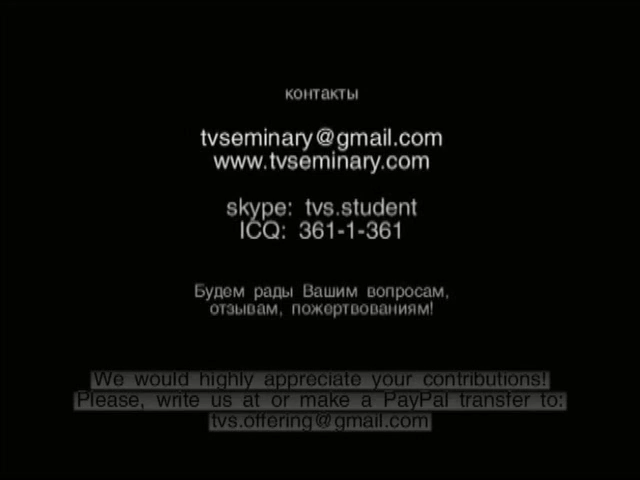 контакты
tvseminary@gmail.com
www.tvseminary.com
skype: tvs.student
ICQ: 361-1-361
Будем рады Вашим вопросам,
отзывам, пожертвованиям!
We would highly appreciate your contributions!
Please, write us at or make a PayPal transfer to:
tvs.offering@gmail.com